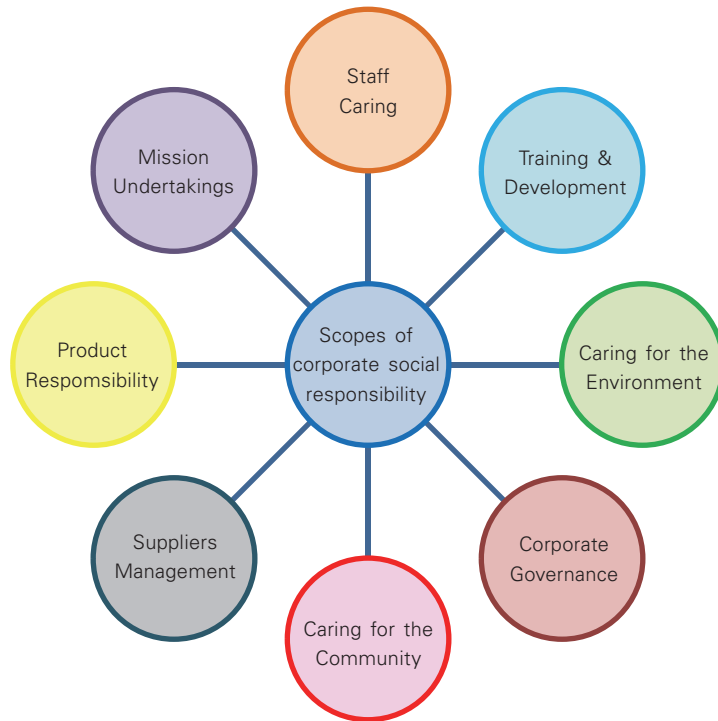 Staff
Caring
Mission
Undertakings
Training &
Development
Scopes of
corporate social
responsibility
Product
Respomsibility
Caring for the
Environment
Suppliers
Management
Corporate
Governance
Caring for the
Community